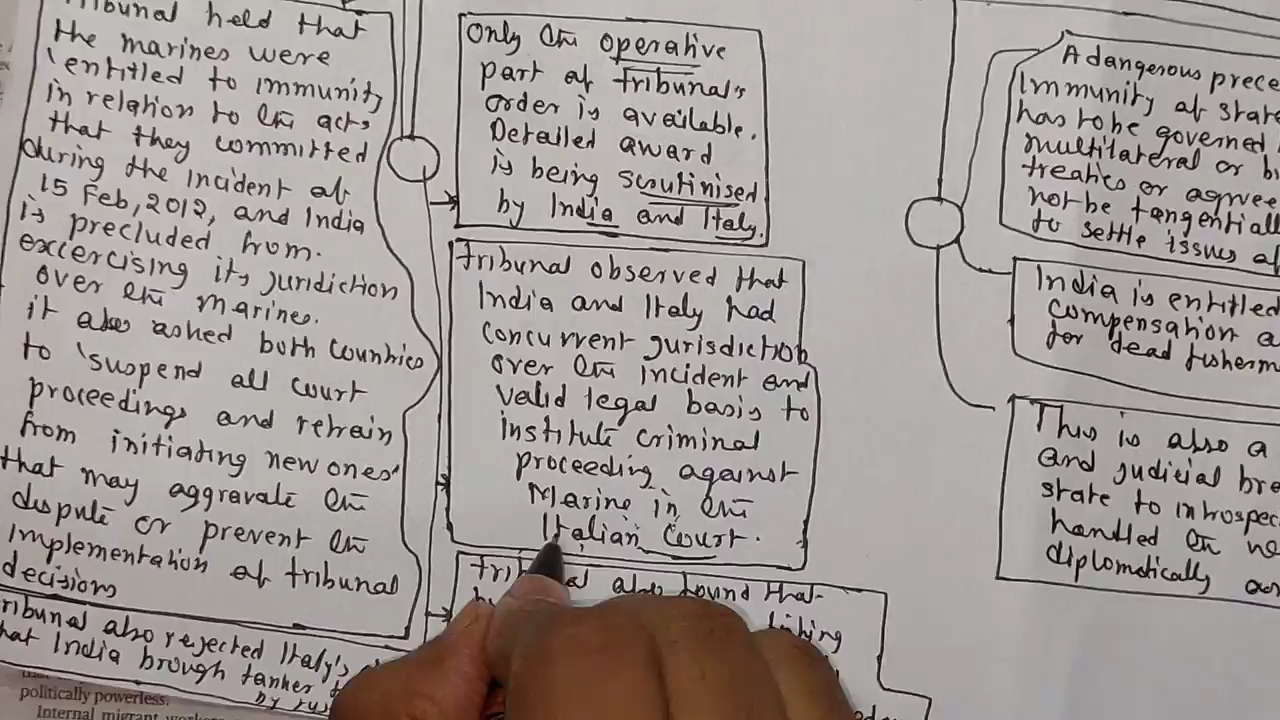 Tribunal held that
the marines were
'entitled to immunity
in relation to the acts
that they committed
during the incident of
15 Feb, 2012, and India
is precluded from.
excercising its juridiction
over the marines.
it also ashed both Countries
to 'suspend all court
proceedings and refrain
from initiating new ones'
that may aggravate the
dispute or prevent the
implementation of tribunal
decisions
Tribunal also rejected Italy's
that India brough tanker
by
politically powerless.
Internal migrant
Only the operative
part of Tribunal's
order is available.
Detailed award
is being scrutinised
by India and Italy.
Tribunal observed that
India and Italy had
concurrent jurisdiction
over the incident and
valid legal basis to
institute criminal
proceeding against
Marine in the
Italian Court.
also found that
fishing
A dangerous prece
Immunity of state
has to be governed
multilateral or bi
treaties or agree
not be tangentiall
to settle issues of
India is entitled
compensation a
for dead fisherm
This is also a
and judicial bre
state to introspec
handled the
diplomatically